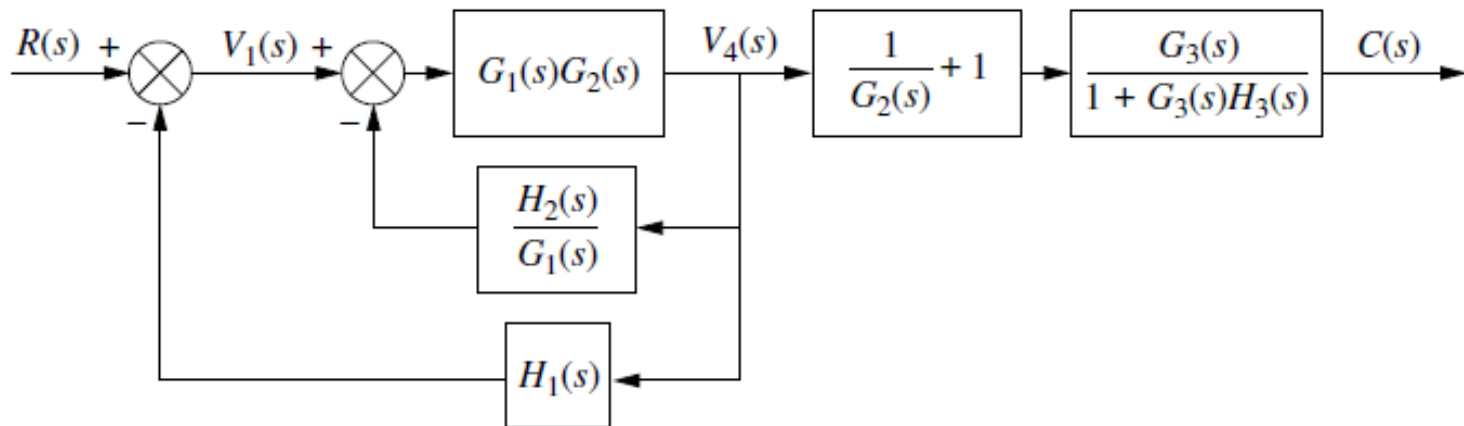 R(s) + V₁(s) + G₁(s)G₂(s) V₄(s) 1/G₂(s) + 1 G₃(s)/(1 + G₃(s)H₃(s)) C(s)
− −
H₂(s)/G₁(s)
H₁(s)